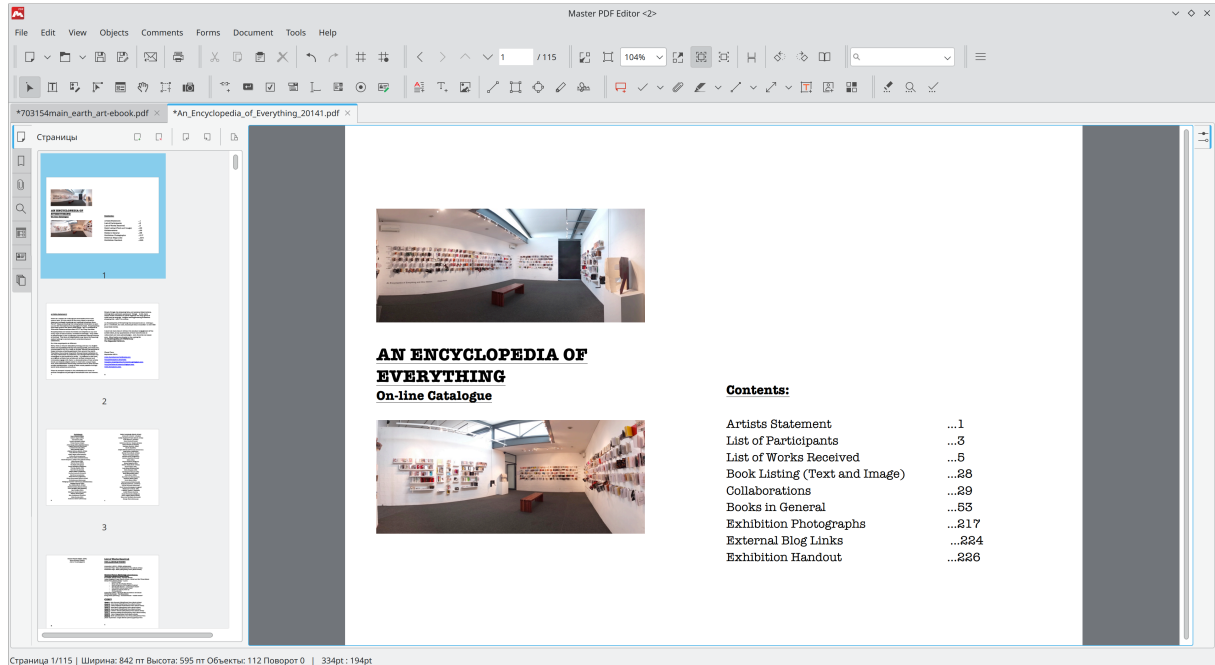 Master PDF Editor <2>
File Edit View Objects Comments Forms Document Tools Help
1 / 115 104%
*703154main_earth_art-ebook.pdf × *An_Encyclopedia_of_Everything_20141.pdf ×
Страницы
1
2
3
AN ENCYCLOPEDIA OF
EVERYTHING
On-line Catalogue
Contents:
Artists Statement ...1
List of Participants ...3
List of Works Received ...5
Book Listing (Text and Image) ...28
Collaborations ...29
Books in General ...53
Exhibition Photographs ...217
External Blog Links ...224
Exhibition Handout ...226
Страница 1/115 | Ширина: 842 пт Высота: 595 пт Объекты: 112 Поворот 0 | 334pt : 194pt